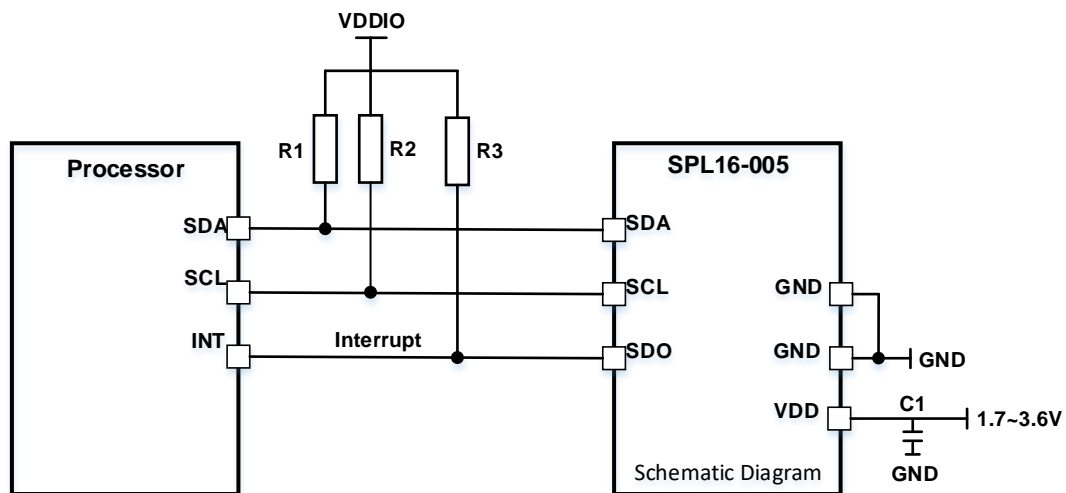 VDDIO
R1
R2
R3
Processor
SPL16-005
SDA
SDA
SCL
SCL
GND
INT
Interrupt
SDO
GND
GND
VDD
C1
1.7~3.6V
GND
Schematic Diagram